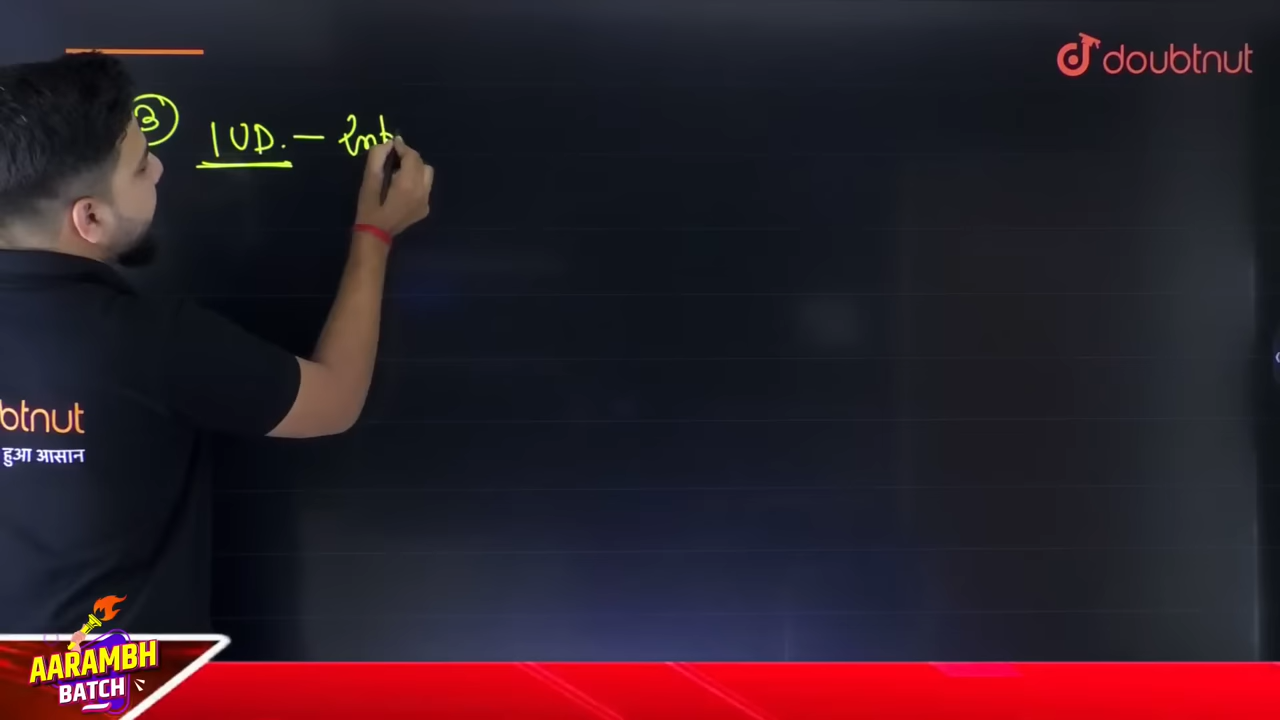 doubtnut
3 IUD. – Int
btnut
हुआ आसान
AARAMBH
BATCH